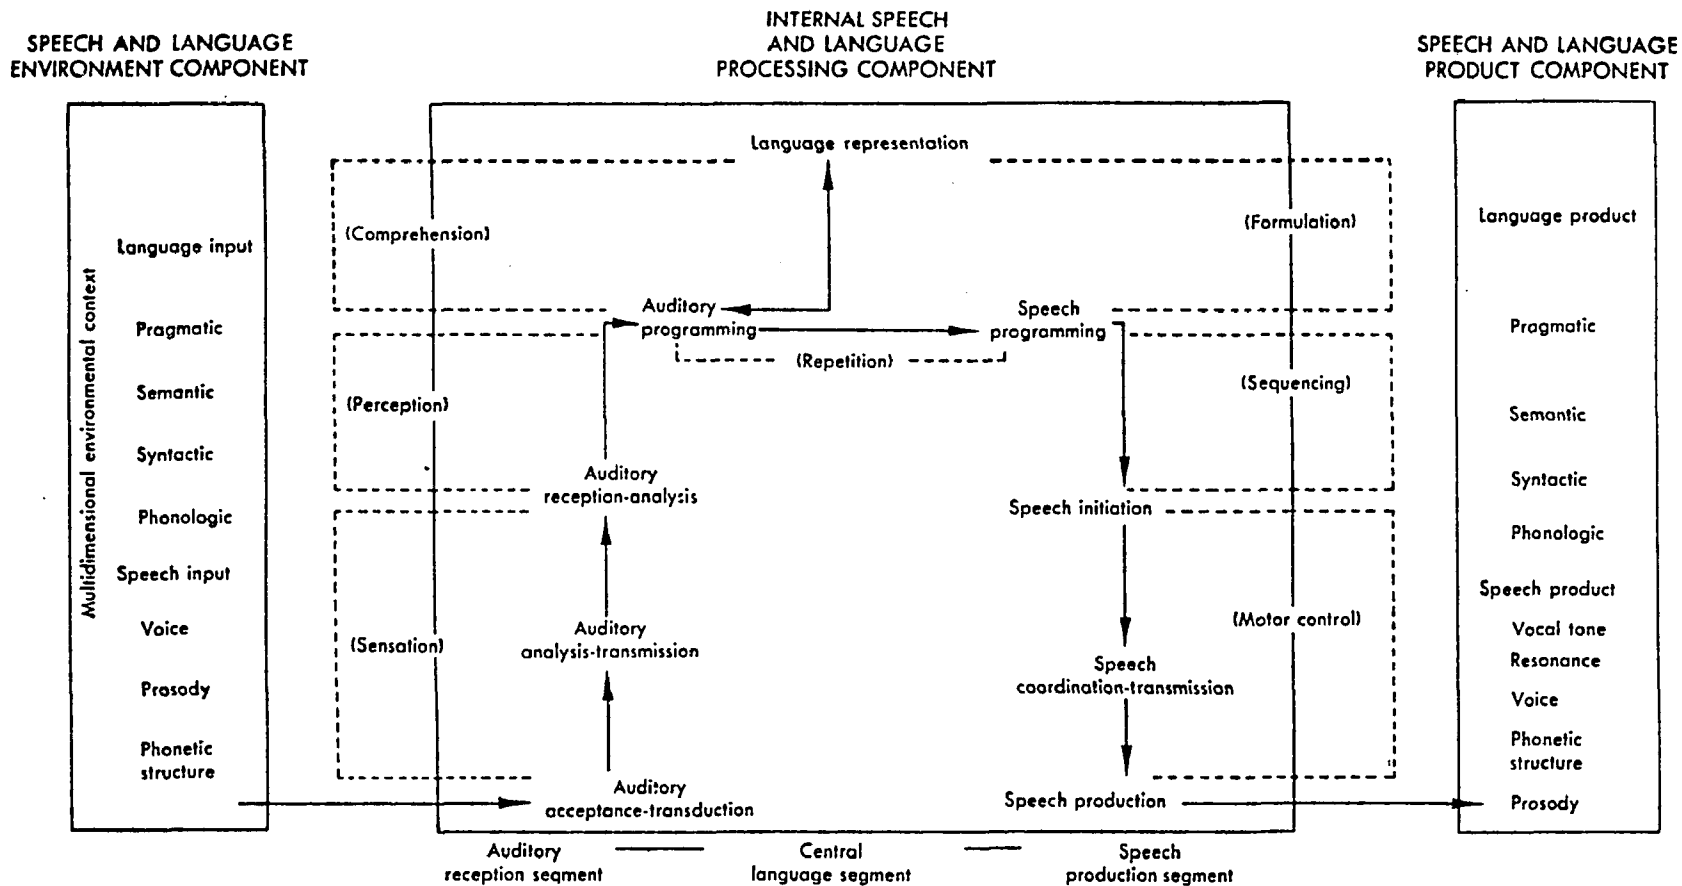 SPEECH AND LANGUAGE
ENVIRONMENT COMPONENT
INTERNAL SPEECH
AND LANGUAGE
PROCESSING COMPONENT
SPEECH AND LANGUAGE
PRODUCT COMPONENT
Multidimensional environmental context
Language input
Pragmatic
Semantic
Syntactic
Phonologic
Speech input
Voice
Prosody
Phonetic
structure
Language representation
(Comprehension)
(Formulation)
Auditory
programming
Speech
programming
(Repetition)
(Perception)
(Sequencing)
Auditory
reception-analysis
Speech initiation
(Sensation)
(Motor control)
Auditory
analysis-transmission
Speech
coordination-transmission
Auditory
acceptance-transduction
Speech production
Auditory
reception segment
Central
language segment
Speech
production segment
Language product
Pragmatic
Semantic
Syntactic
Phonologic
Speech product
Vocal tone
Resonance
Voice
Phonetic
structure
Prosody